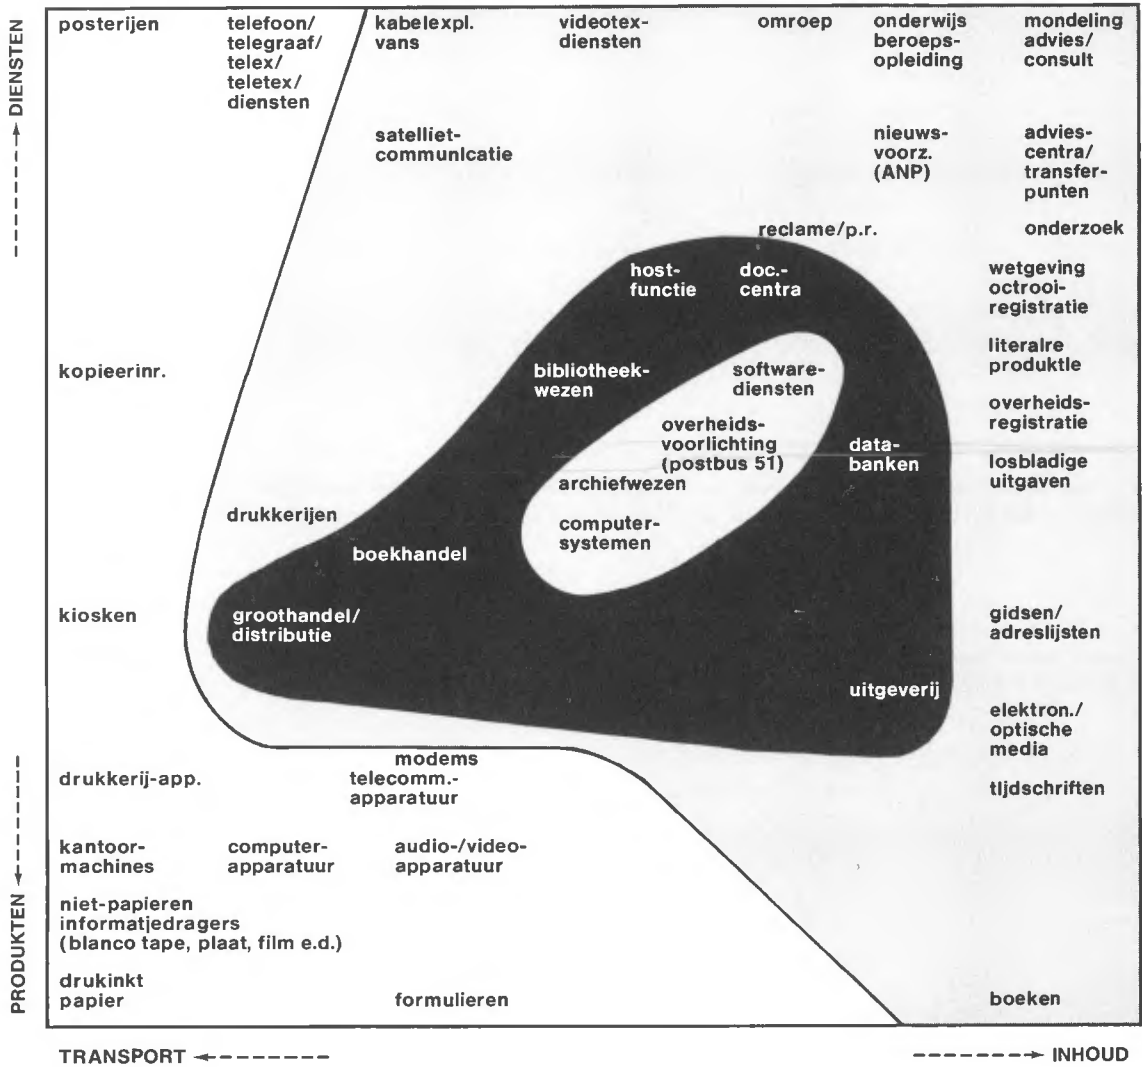 DIENSTEN
PRODUKTEN
posterijen
telefoon/
telegraaf/
telex/
teletex/
diensten
kabelexpl.
vans
videotex-
diensten
omroep
onderwijs
beroeps-
opleiding
mondeling
advies/
consult
satelliet-
communicatie
nieuws-
voorz.
(ANP)
advies-
centra/
transfer-
punten
reclame/p.r.
onderzoek
host-
functie
doc.-
centra
wetgeving
octrooi-
registratie
kopieerinr.
bibliotheek-
wezen
software-
diensten
literaire
produktie
overheids-
voorlichting
(postbus 51)
data-
banken
overheids-
registratie
archiefwezen
losbladige
uitgaven
drukkerijen
computer-
systemen
boekhandel
kiosken
groothandel/
distributie
gidsen/
adreslijsten
uitgeverij
elektron./
optische
media
drukkerij-app.
modems
telecomm.-
apparatuur
tijdschriften
kantoor-
machines
computer-
apparatuur
audio-/video-
apparatuur
niet-papieren
informatiedragers
(blanco tape, plaat, film e.d.)
drukinkt
papier
formulieren
boeken
TRANSPORT
INHOUD